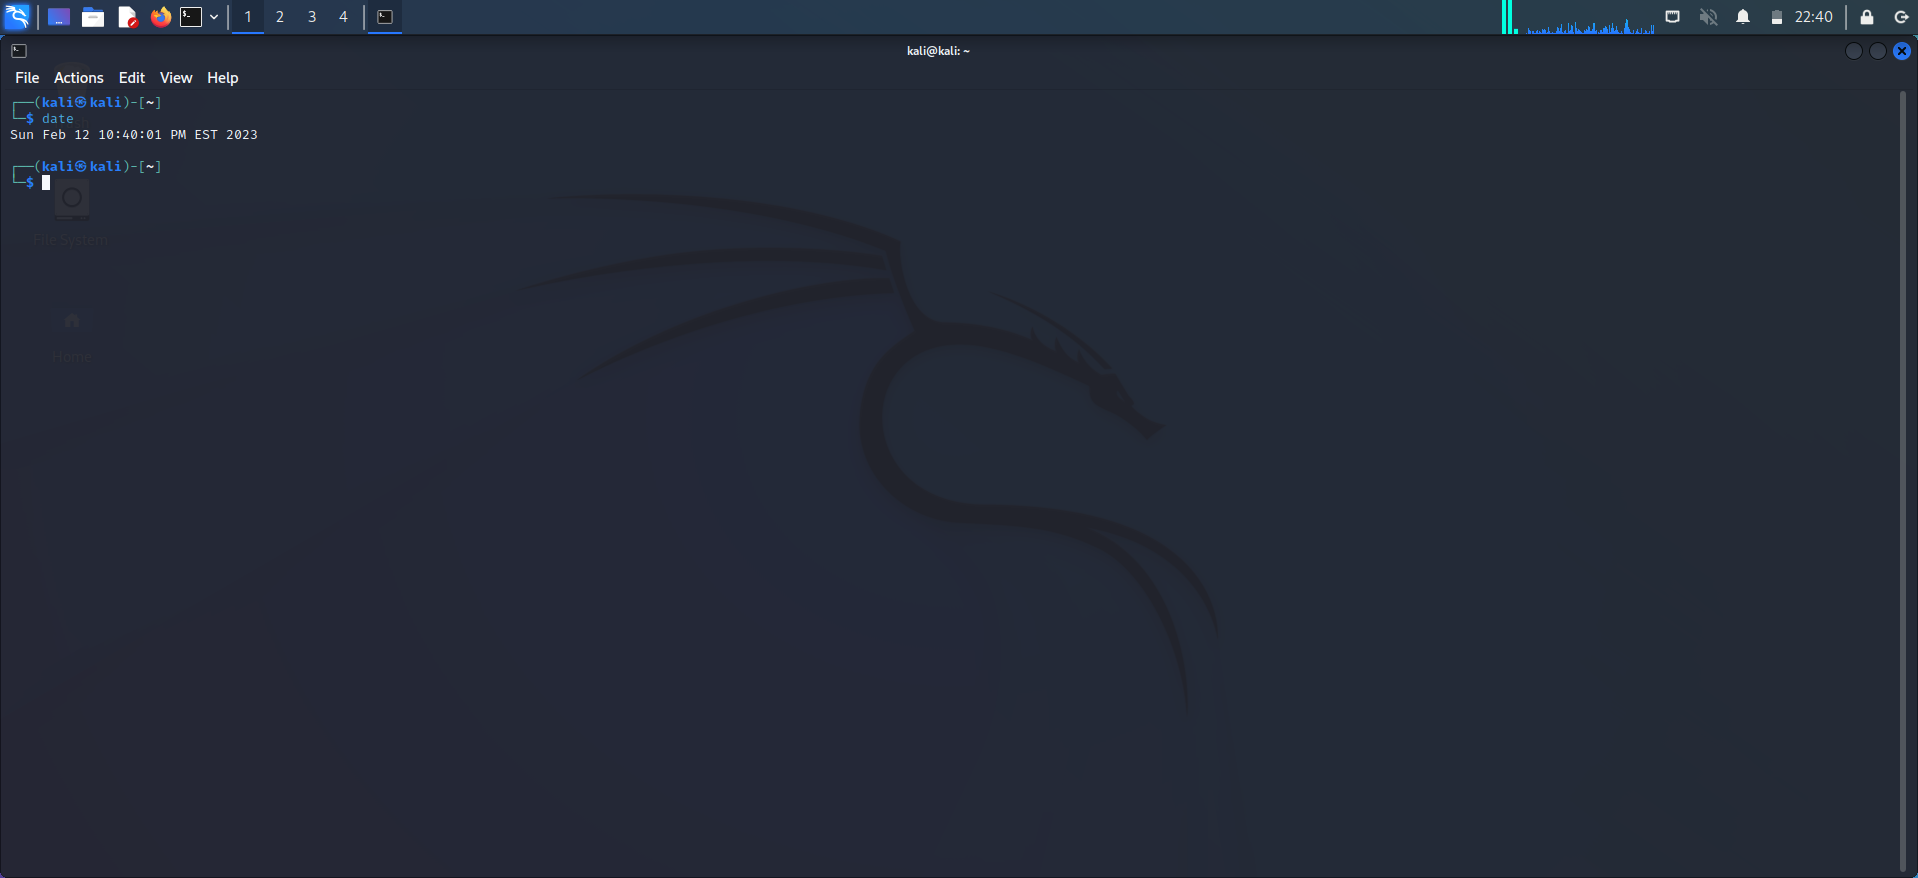 1 2 3 4 22:40
kali@kali: ~
File Actions Edit View Help
┌──(kali㉿kali)-[~]
└─$ date
Sun Feb 12 10:40:01 PM EST 2023
┌──(kali㉿kali)-[~]
└─$
File System
Home